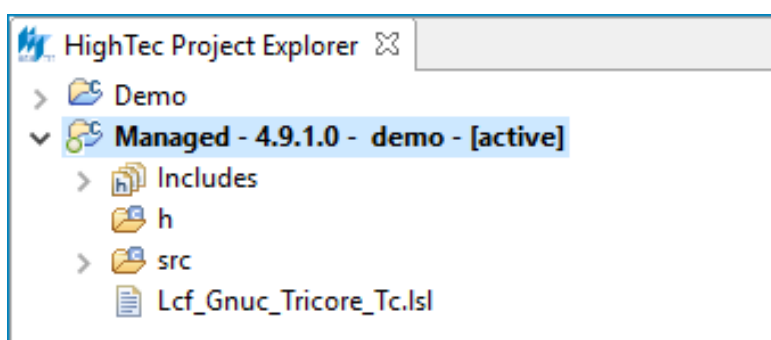 HighTec Project Explorer
Demo
Managed - 4.9.1.0 - demo - [active]
Includes
h
src
Lcf_Gnuc_Tricore_Tc.lsl